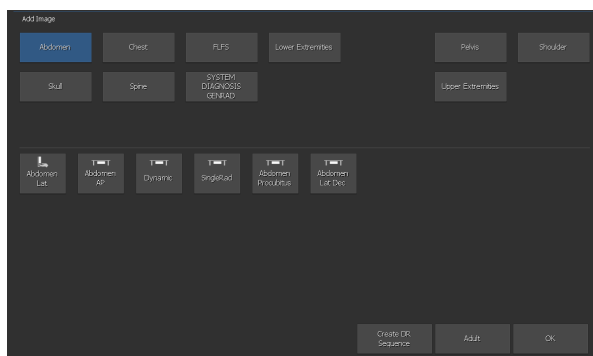 Add Image
Abdomen
Chest
FLFS
Lower Extremities
Pelvis
Shoulder
Skull
Spine
SYSTEM
DIAGNOSIS
GENRAD
Upper Extremities
Abdomen
Lat
Abdomen
AP
Dynamic
SingleRad
Abdomen
Procubitus
Abdomen
Lat Dec
Create DR
Sequence
Adult
OK